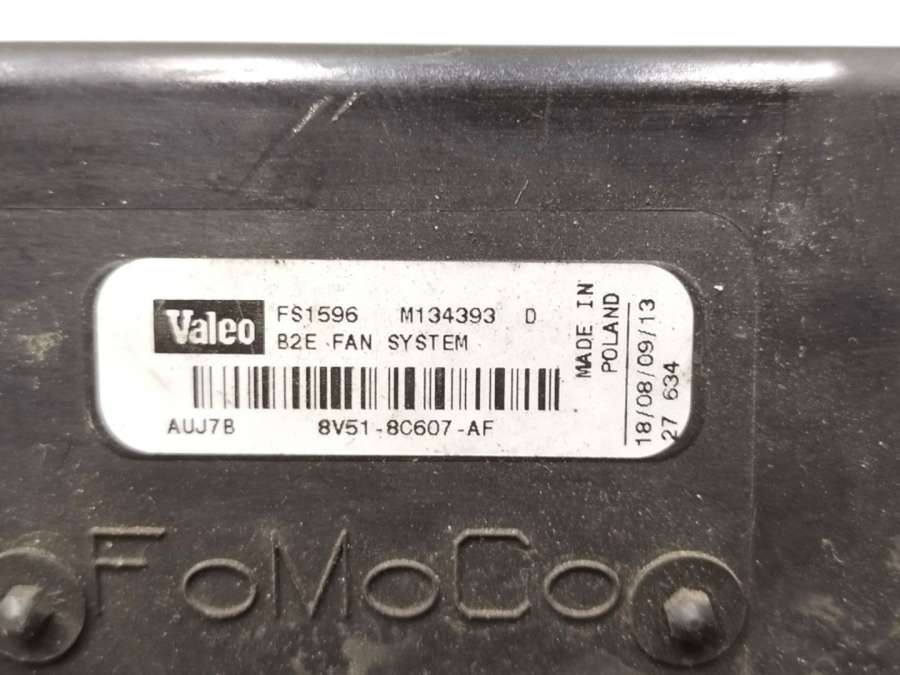 Valeo
FS1596 M134393 D
B2E FAN SYSTEM
AUJ7B 8V51-8C607-AF
MADE IN
POLAND
18/08/09/13
27 634
FoMoCo